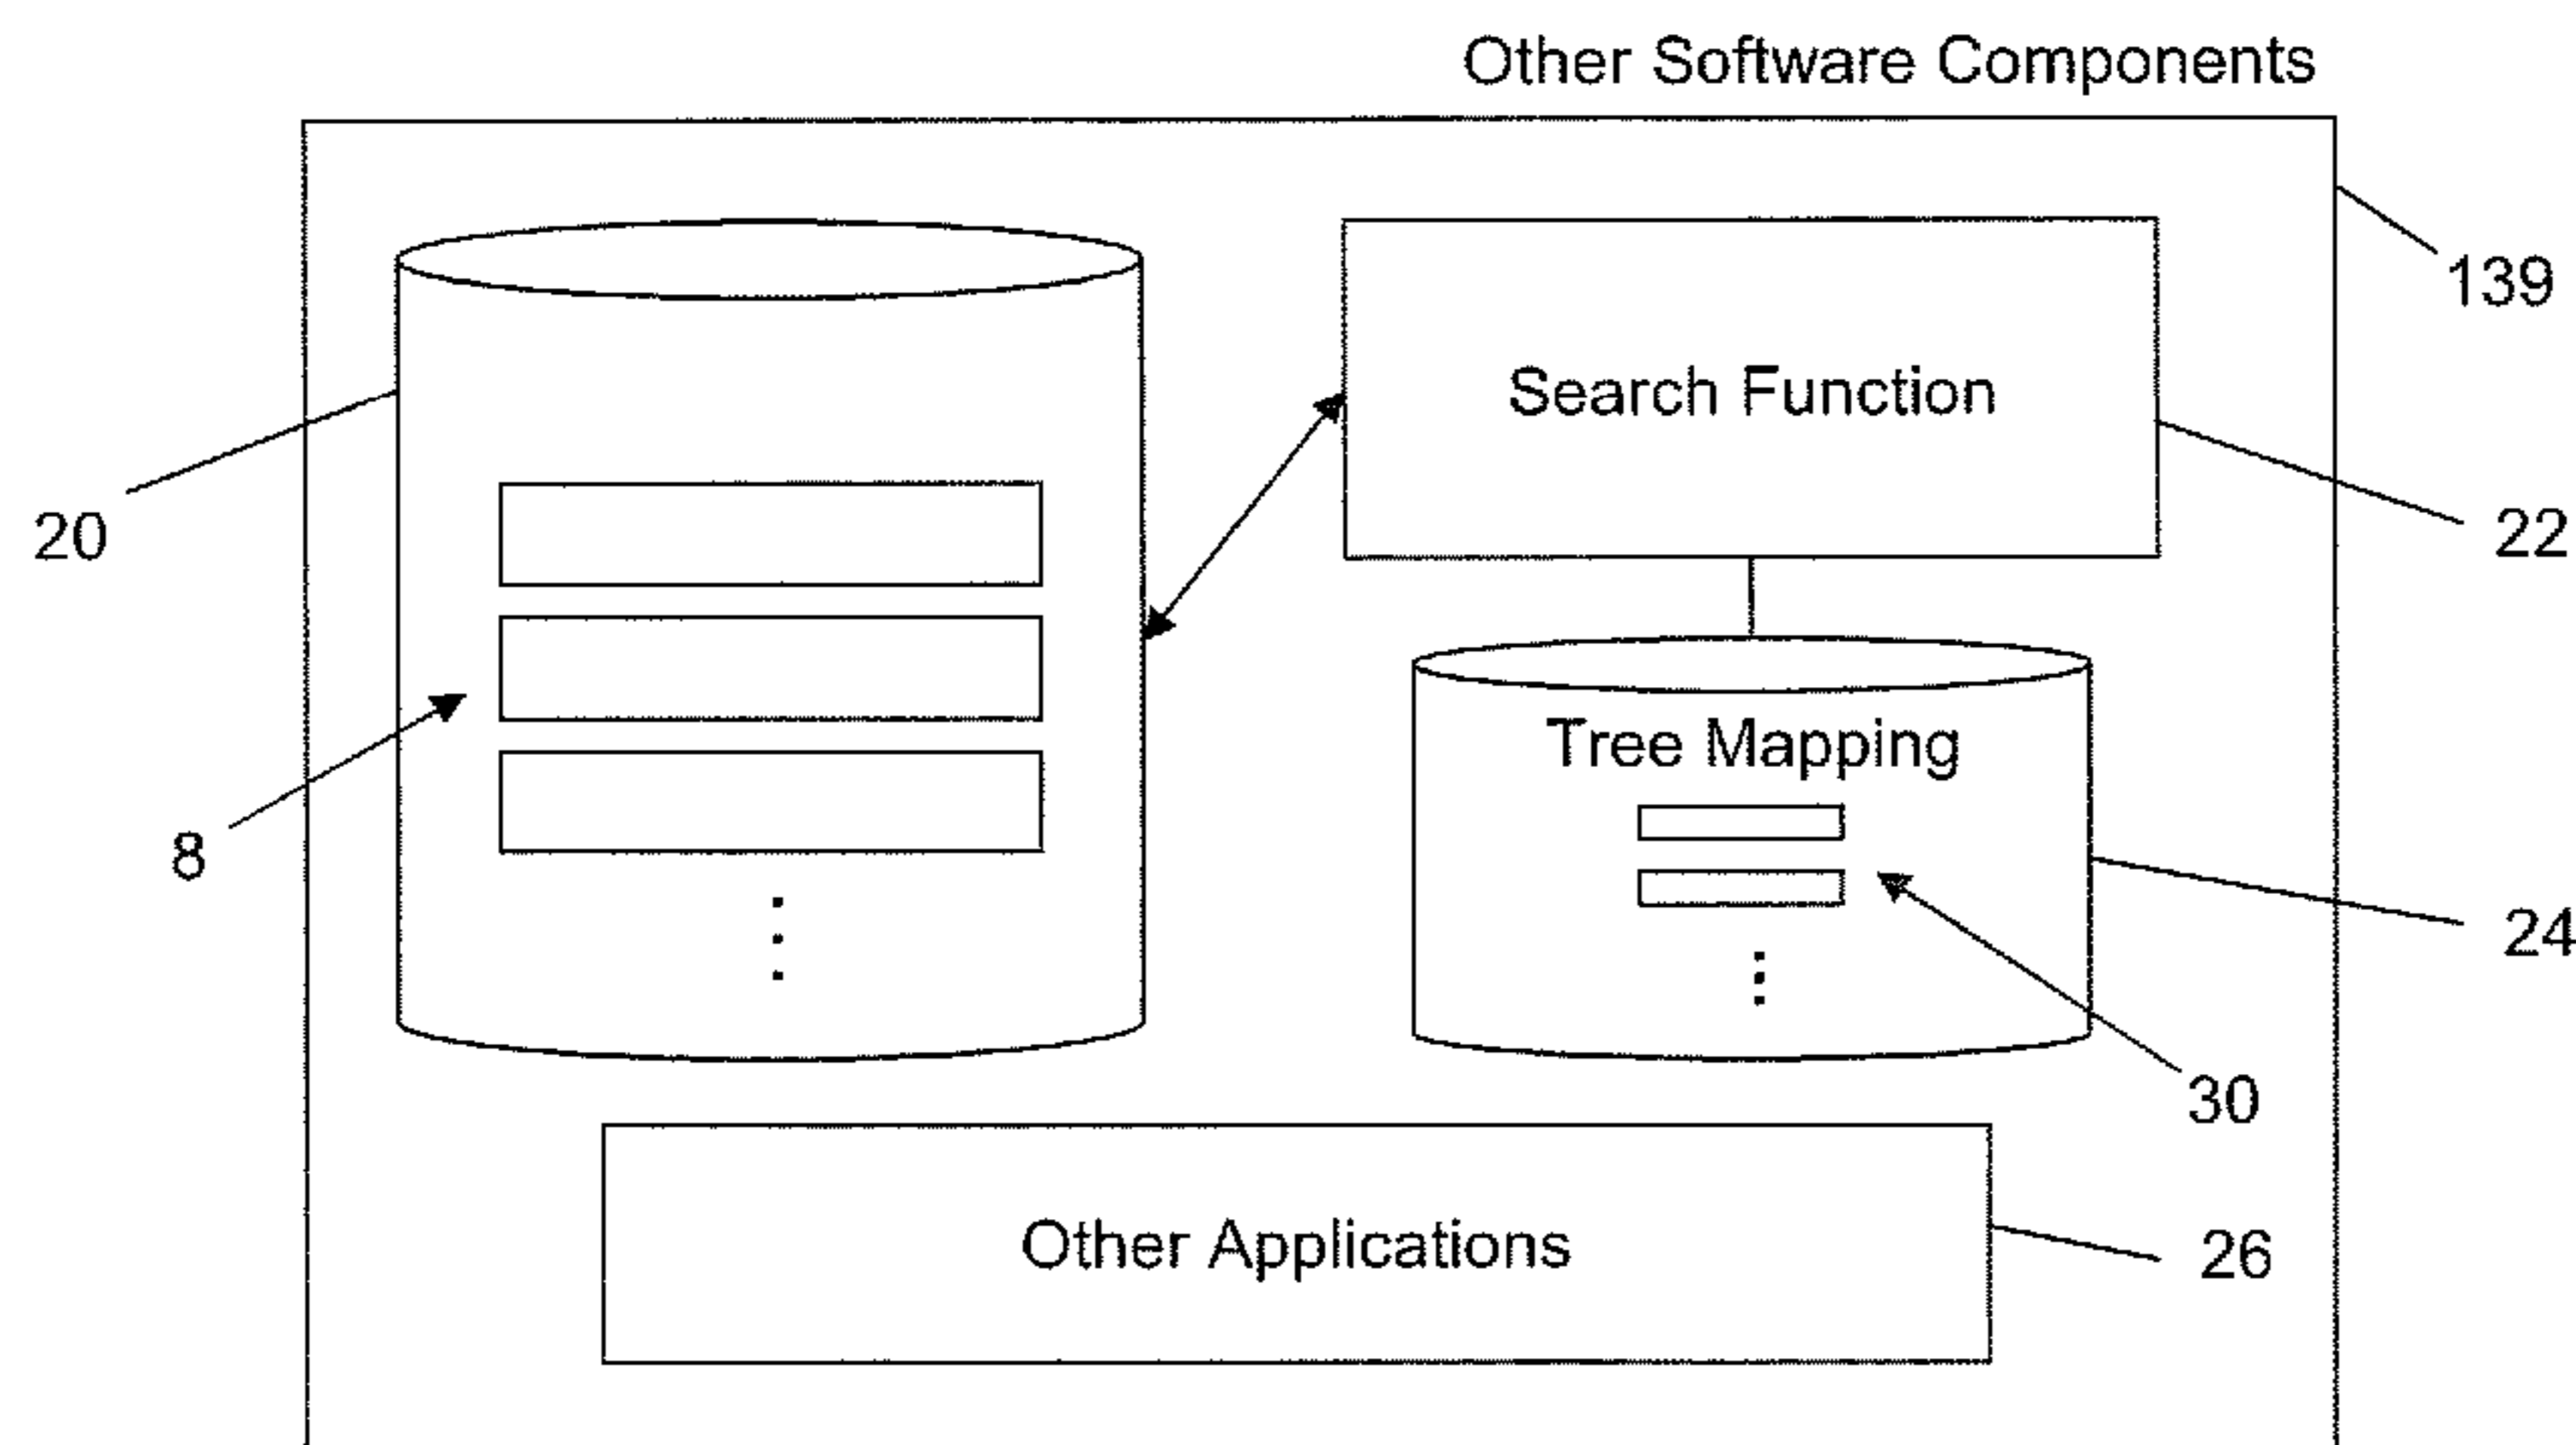 Other Software Components
139
Search Function
20
22
Tree Mapping
8
24
30
Other Applications
26